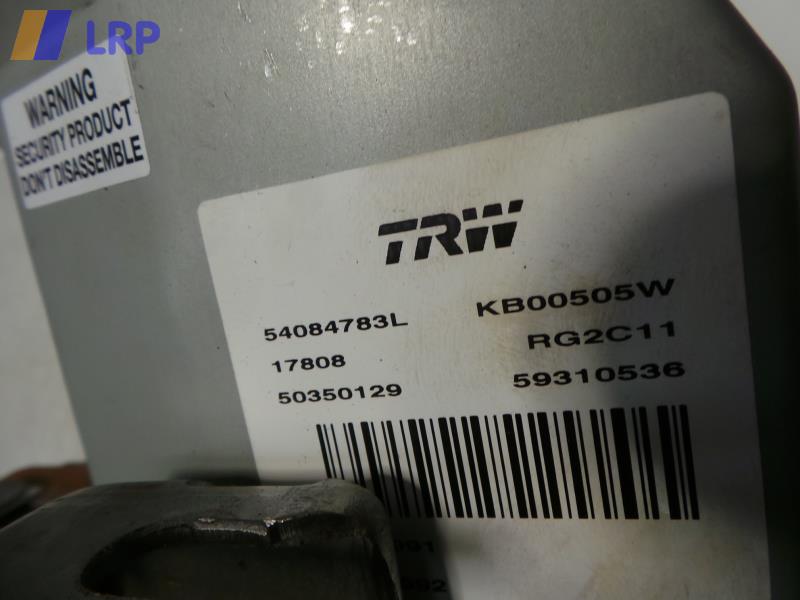 LRP
WARNING
SECURITY PRODUCT
DON'T DISASSEMBLE
TRW
54084783L KB00505W
17808 RG2C11
50350129 59310536